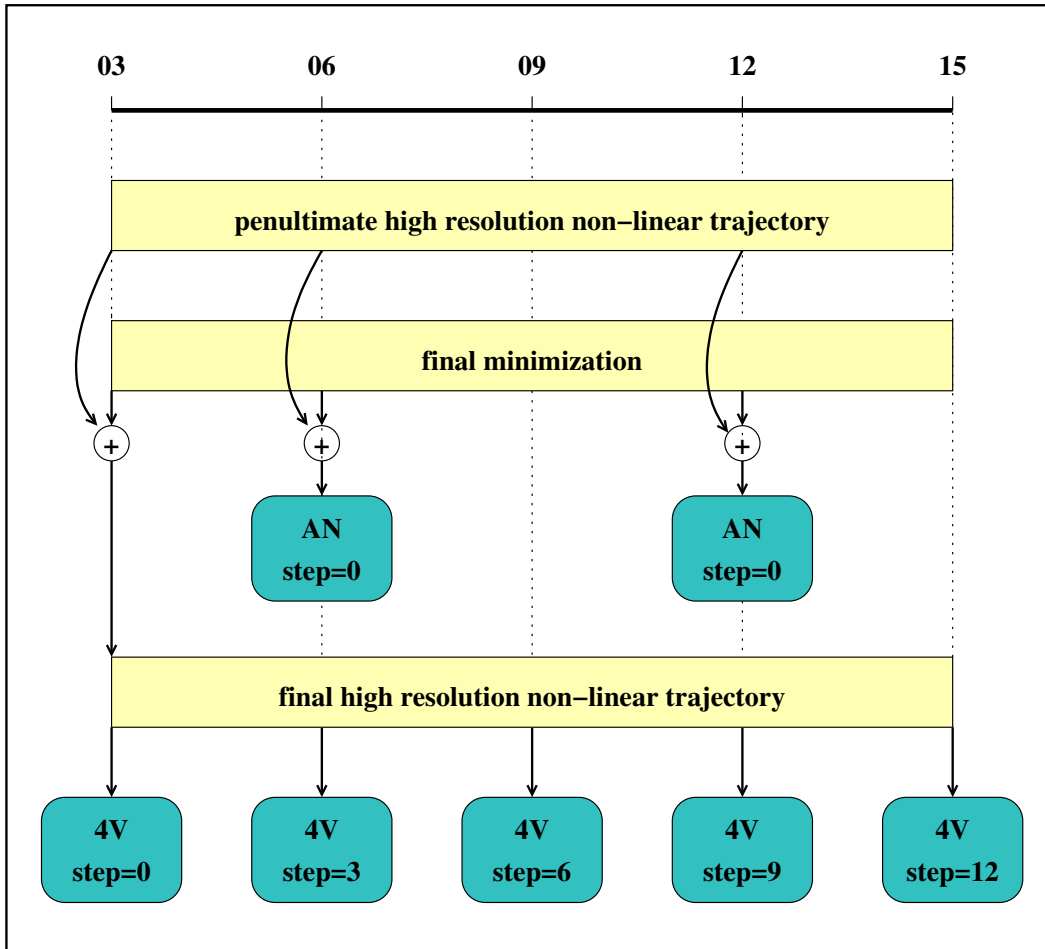 03 06 09 12 15
penultimate high resolution non−linear trajectory
final minimization
+ + +
AN AN
step=0 step=0
final high resolution non−linear trajectory
4V 4V 4V 4V 4V
step=0 step=3 step=6 step=9 step=12